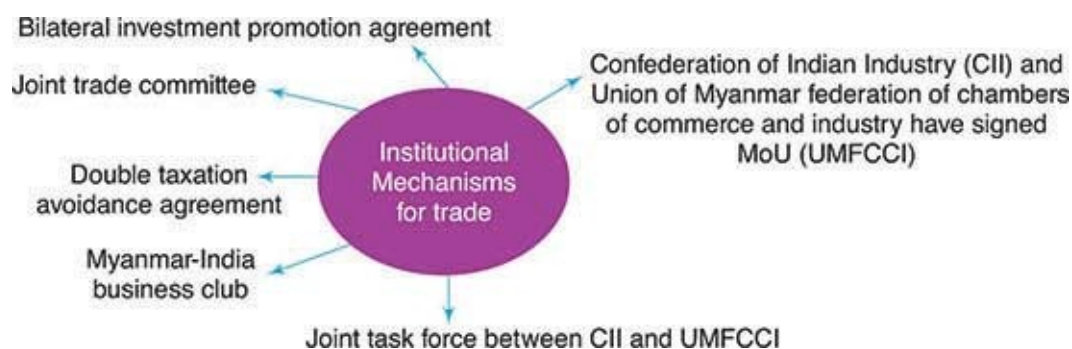 Bilateral investment promotion agreement
Joint trade committee
Double taxation
avoidance agreement
Myanmar-India
business club
Institutional
Mechanisms
for trade
Confederation of Indian Industry (CII) and
Union of Myanmar federation of chambers
of commerce and industry have signed
MoU (UMFCCI)
Joint task force between CII and UMFCCI